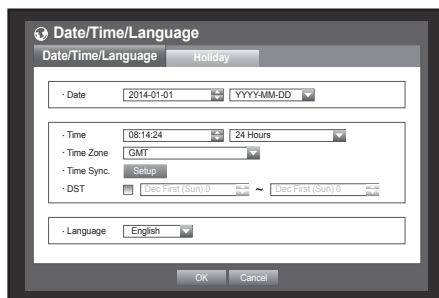 Date/Time/Language
Date/Time/Language Holiday
· Date 2014-01-01 YYYY-MM-DD
· Time 08:14:24 24 Hours
· Time Zone GMT
· Time Sync. Setup
· DST Dec First (Sun) 0 ~ Dec First (Sun) 0
· Language English
OK Cancel